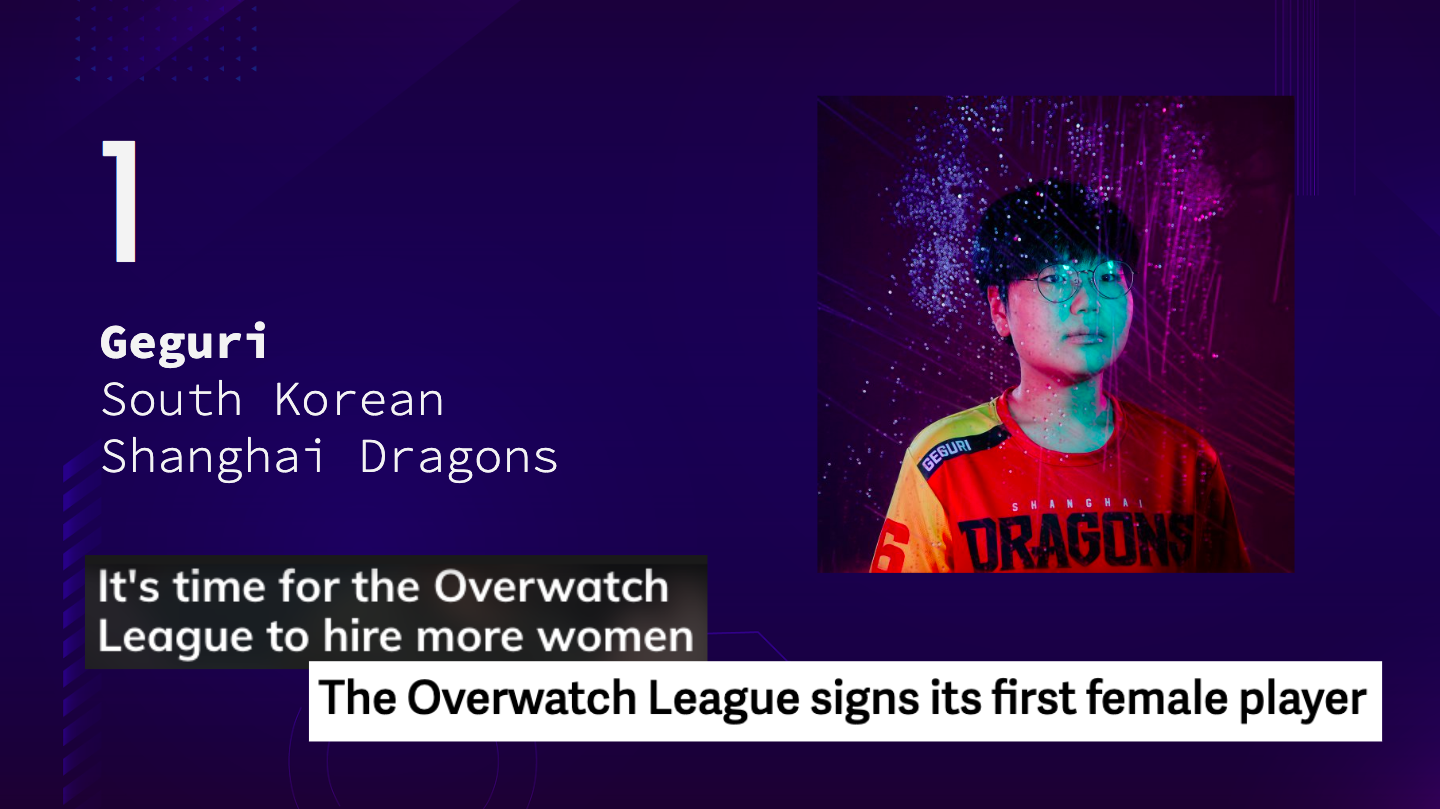 1
Geguri
South Korean
Shanghai Dragons
GEGURI
SHANGHAI
DRAGONS
6
It's time for the Overwatch
League to hire more women
The Overwatch League signs its first female player